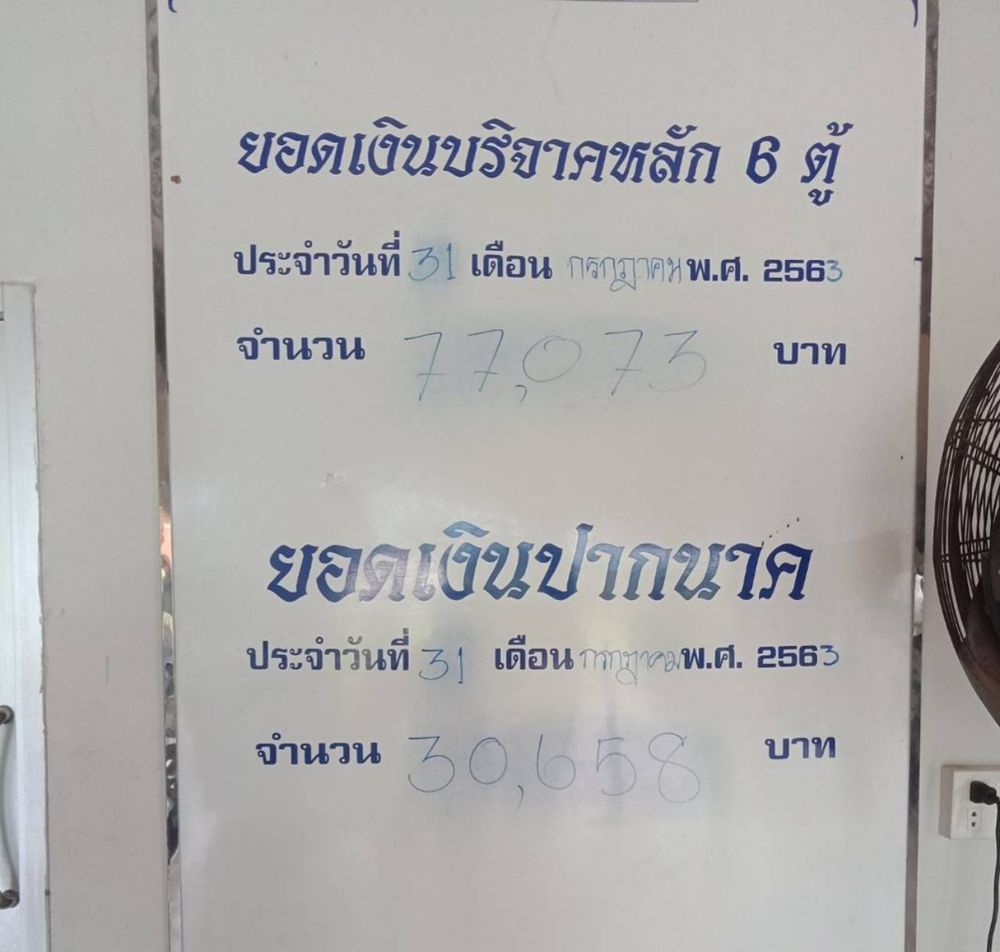 ยอดเงินบริจาคหลัก 6 ตู้
ประจำวันที่ 31 เดือน กรกฎาคม พ.ศ. 2563
จำนวน 77,073 บาท
ยอดเงินปากนาค
ประจำวันที่ 31 เดือน กรกฎาคม พ.ศ. 2563
จำนวน 30,658 บาท